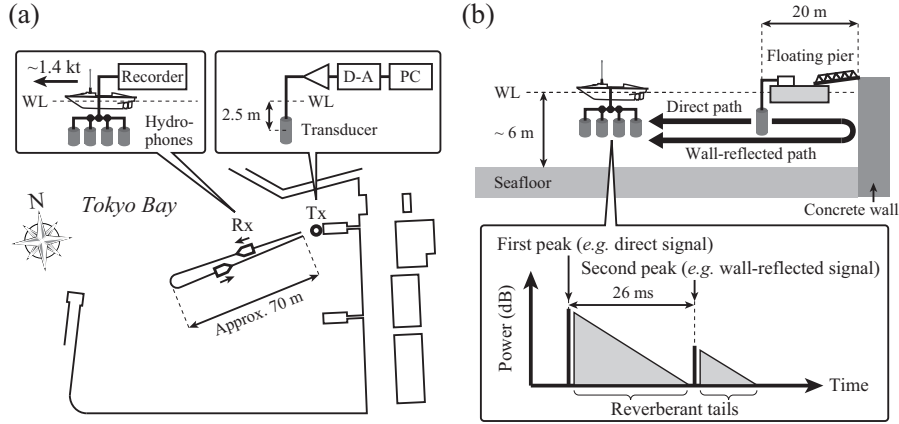 (a)
~1.4 kt
Recorder
WL
Hydro-
phones
D-A
PC
WL
2.5 m
Transducer
N
Tokyo Bay
Rx
Tx
Approx. 70 m
(b)
20 m
Floating pier
WL
Direct path
~ 6 m
Wall-reflected path
Seafloor
Concrete wall
First peak (e.g. direct signal)
Second peak (e.g. wall-reflected signal)
26 ms
Power (dB)
Time
Reverberant tails